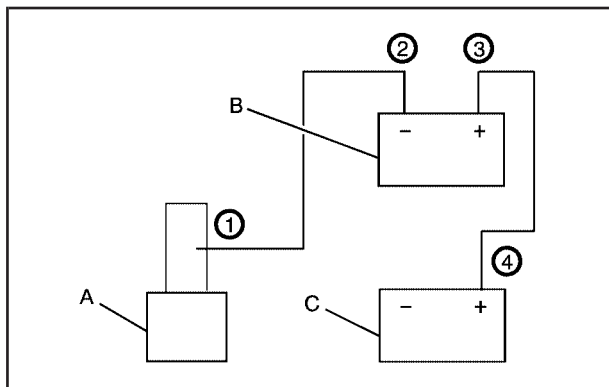 ② ③
B
− +
①
④
A
C
− +